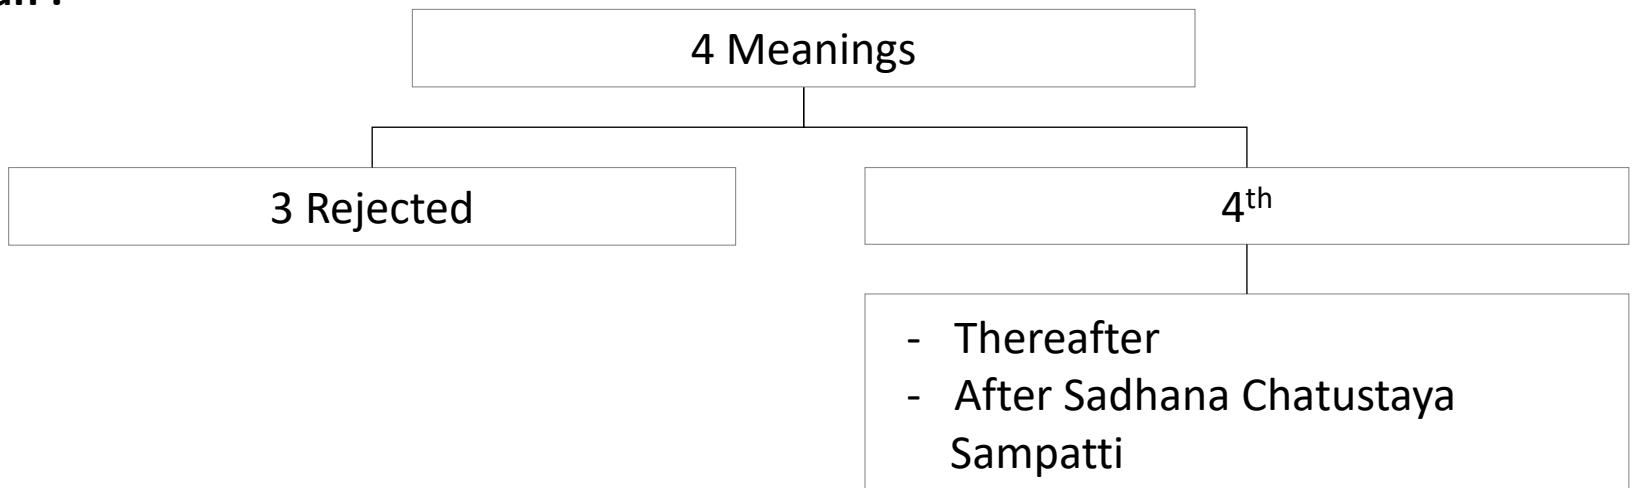 4 Meanings
3 Rejected
4th
- Thereafter
- After Sadhana Chatustaya
Sampatti